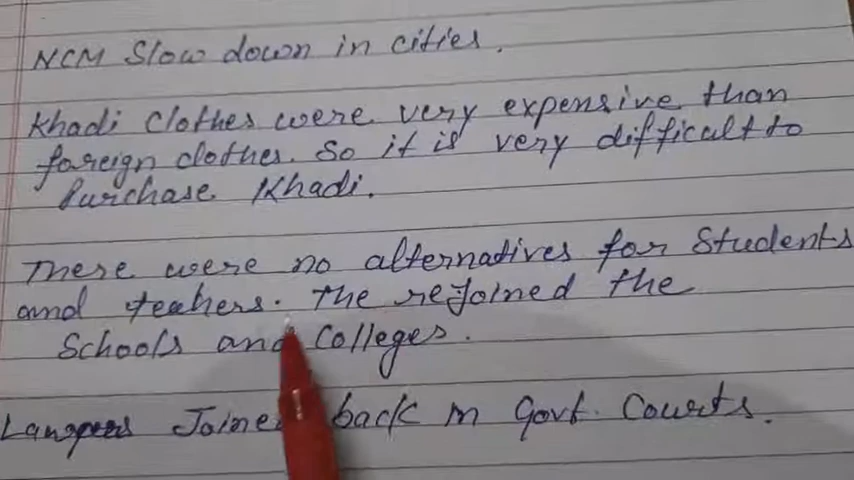 NCM Slow down in cities.
Khadi clothes were very expensive than
foreign clothes. So it is very difficult to
Purchase Khadi.
There were no alternatives for Students
and teahers. The rejoined the
Schools and Colleges.
Joined back in Govt. Courts.